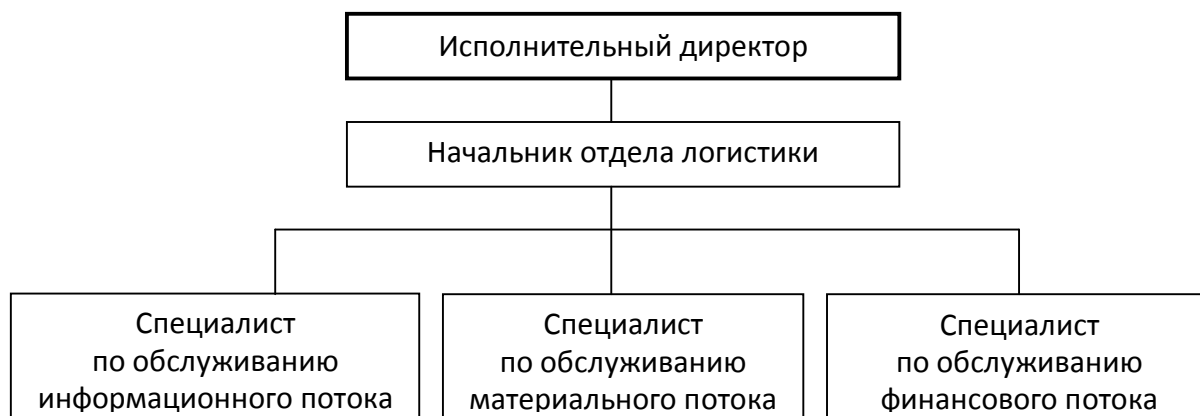 Исполнительный директор
Начальник отдела логистики
Специалист
по обслуживанию
информационного потока
Специалист
по обслуживанию
материального потока
Специалист
по обслуживанию
финансового потока